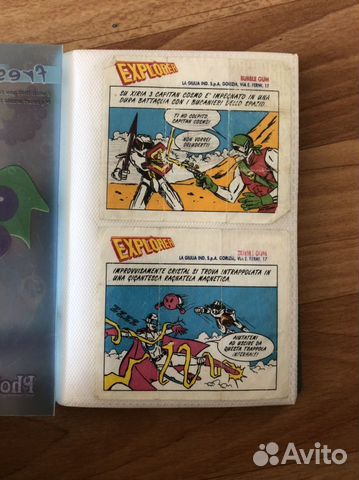 fres
EXPLORER
BUBBLE GUM
LA GIULIA IND. S.p.A. GORIZIA, VIA E. FERMI, 17
SU XIRIA 3 CAPITAN COSMO E' IMPEGNATO IN UNA
DURA BATTAGLIA CON I BUCANIERI DELLO SPAZIO.
TI HO COLPITO,
CAPITAN COSMO!
NON VORREI
DELUDERTI!
EXPLORER
BUBBLE GUM
LA GIULIA IND. S.p.A. GORIZIA, VIA E. FERMI, 17
IMPROVVISAMENTE CRISTAL SI TROVA INTRAPPOLATA IN
UNA GIGANTESCA RAGNATELA MAGNETICA.
AIUTATEMI
AD USCIRE DA
QUESTA TRAPPOLA
INFERNALE!
Pho
Avito